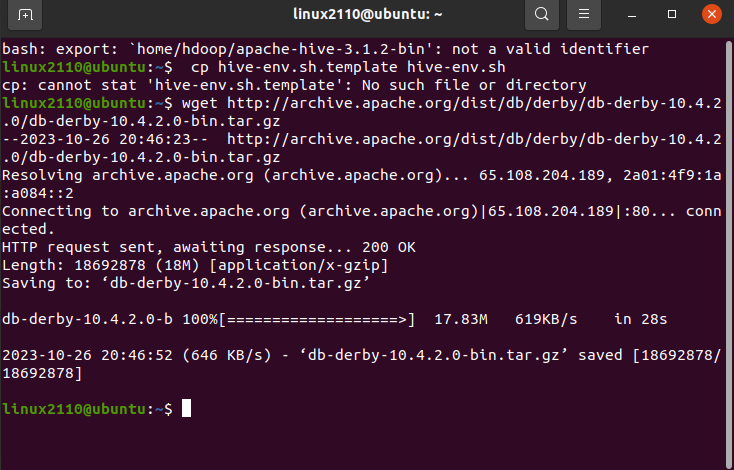 linux2110@ubuntu: ~
bash: export: `home/hdoop/apache-hive-3.1.2-bin': not a valid identifier
linux2110@ubuntu:~$  cp hive-env.sh.template hive-env.sh
cp: cannot stat 'hive-env.sh.template': No such file or directory
linux2110@ubuntu:~$ wget http://archive.apache.org/dist/db/derby/db-derby-10.4.2
.0/db-derby-10.4.2.0-bin.tar.gz
--2023-10-26 20:46:23--  http://archive.apache.org/dist/db/derby/db-derby-10.4.2
.0/db-derby-10.4.2.0-bin.tar.gz
Resolving archive.apache.org (archive.apache.org)... 65.108.204.189, 2a01:4f9:1a
:a084::2
Connecting to archive.apache.org (archive.apache.org)|65.108.204.189|:80... conn
ected.
HTTP request sent, awaiting response... 200 OK
Length: 18692878 (18M) [application/x-gzip]
Saving to: ‘db-derby-10.4.2.0-bin.tar.gz’
db-derby-10.4.2.0-b 100%[===================>]  17.83M   619KB/s    in 28s
2023-10-26 20:46:52 (646 KB/s) - ‘db-derby-10.4.2.0-bin.tar.gz’ saved [18692878/
18692878]
linux2110@ubuntu:~$